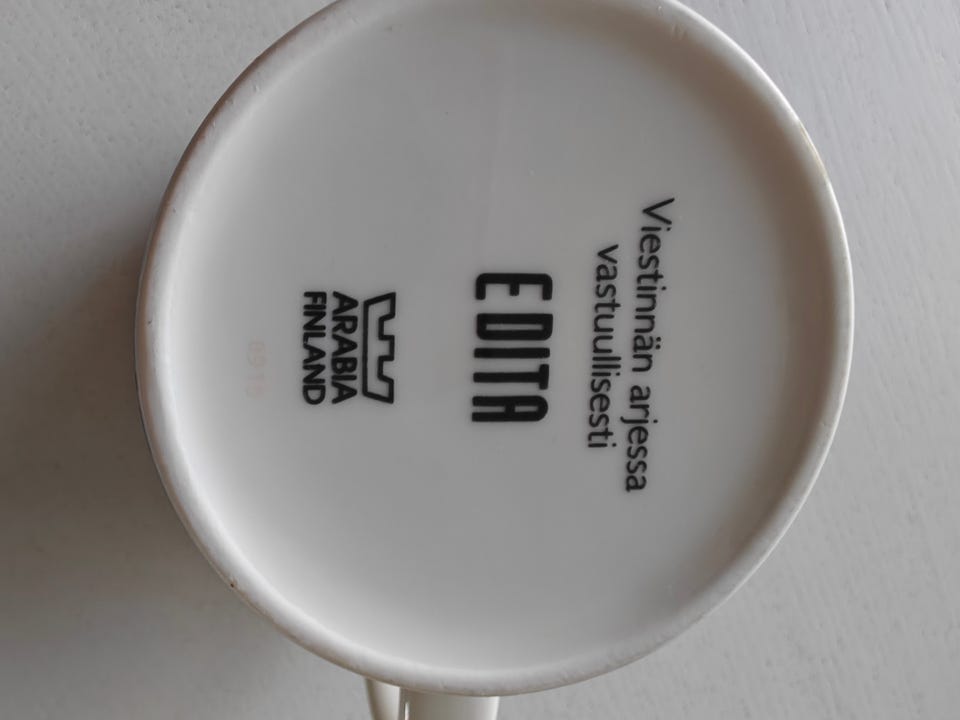 Viestinnän arjessa
vastuullisesti
EDITA
ARABIA
FINLAND